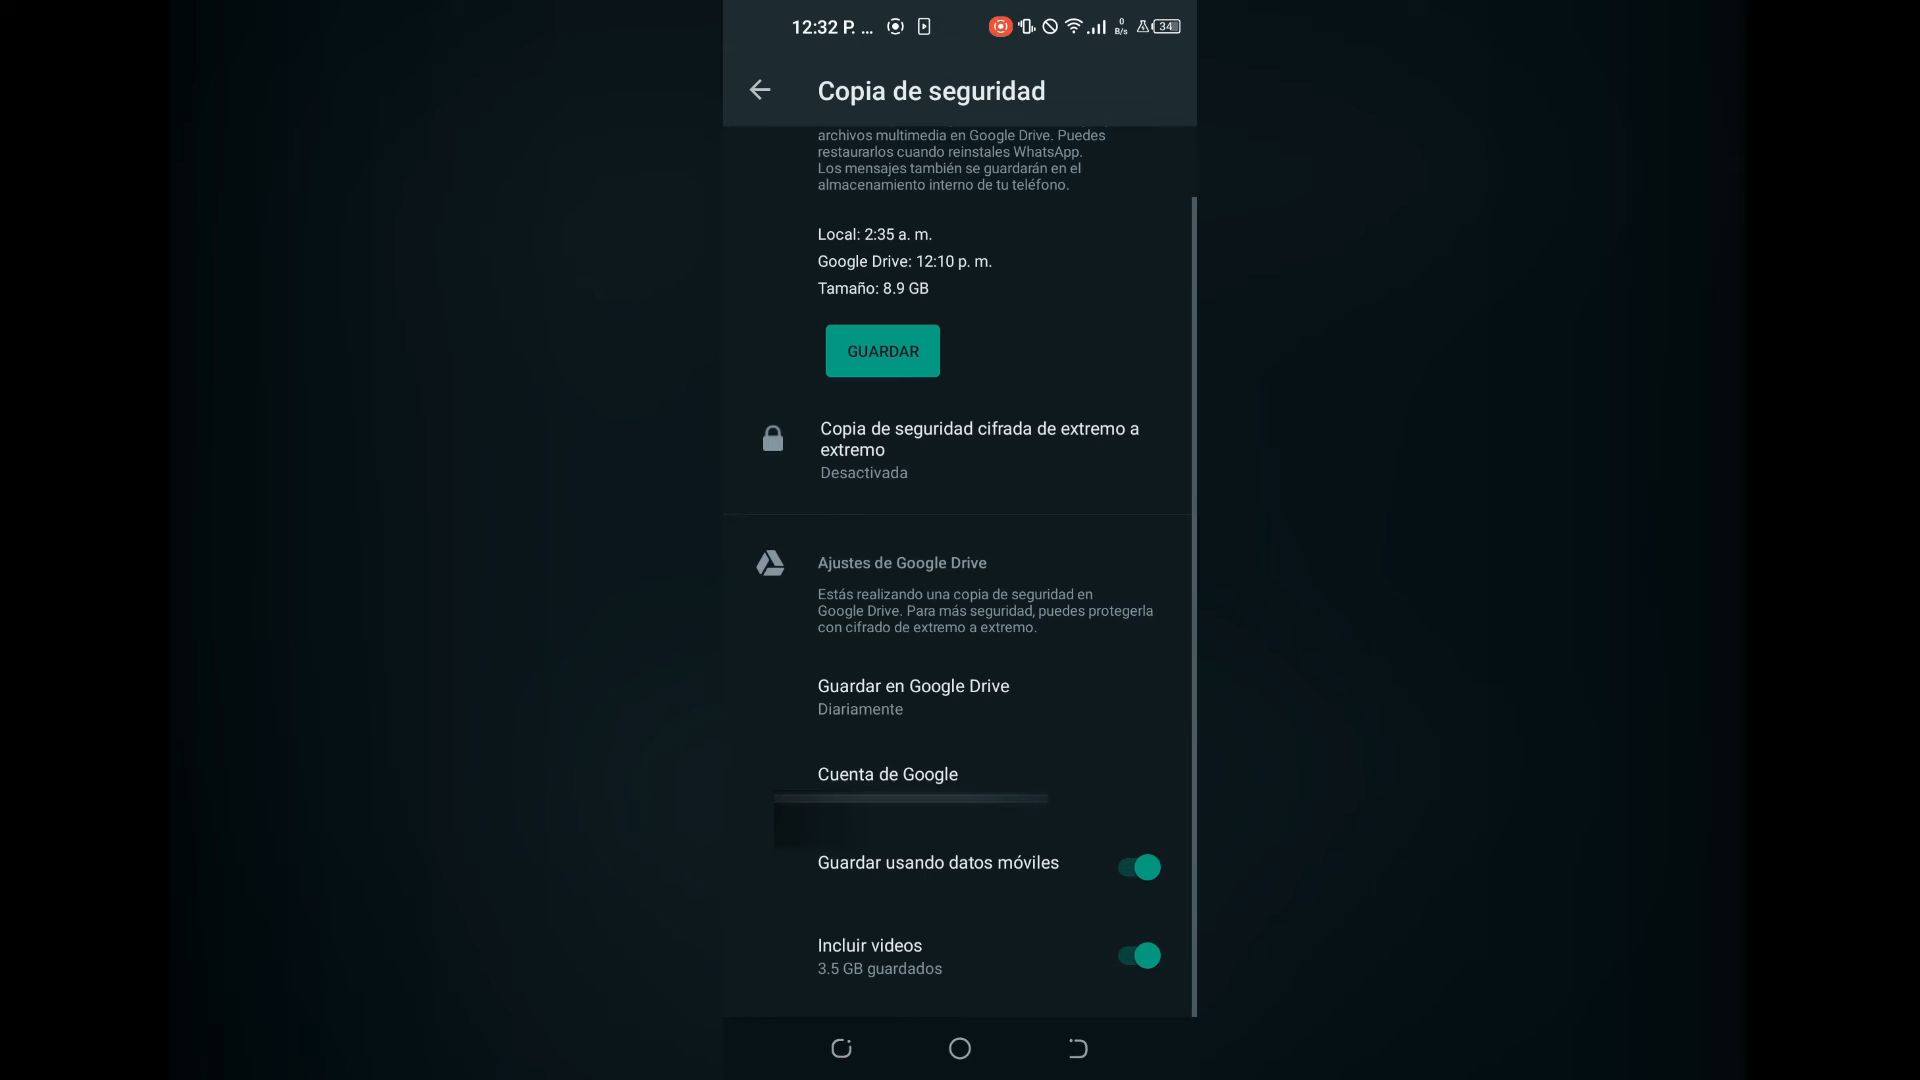 12:32 P. ...
0
B/s
34
Copia de seguridad
archivos multimedia en Google Drive. Puedes
restaurarlos cuando reinstales WhatsApp.
Los mensajes también se guardarán en el
almacenamiento interno de tu teléfono.
Local: 2:35 a. m.
Google Drive: 12:10 p. m.
Tamaño: 8.9 GB
GUARDAR
Copia de seguridad cifrada de extremo a
extremo
Desactivada
Ajustes de Google Drive
Estás realizando una copia de seguridad en
Google Drive. Para más seguridad, puedes protegerla
con cifrado de extremo a extremo.
Guardar en Google Drive
Diariamente
Cuenta de Google
Guardar usando datos móviles
Incluir videos
3.5 GB guardados